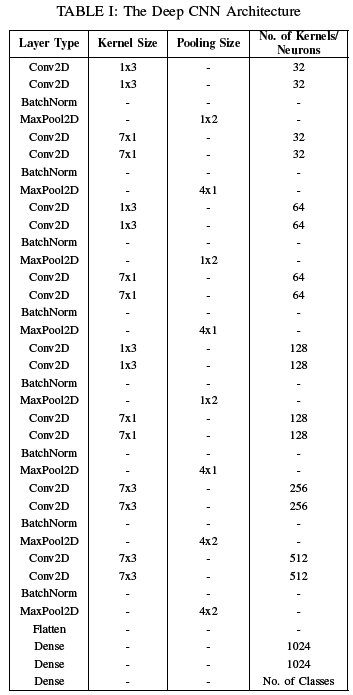 TABLE I: The Deep CNN Architecture
Layer Type Kernel Size Pooling Size No. of Kernels/
Neurons
Conv2D 1x3 - 32
Conv2D 1x3 - 32
BatchNorm - - -
MaxPool2D - 1x2 -
Conv2D 7x1 - 32
Conv2D 7x1 - 32
BatchNorm - - -
MaxPool2D - 4x1 -
Conv2D 1x3 - 64
Conv2D 1x3 - 64
BatchNorm - - -
MaxPool2D - 1x2 -
Conv2D 7x1 - 64
Conv2D 7x1 - 64
BatchNorm - - -
MaxPool2D - 4x1 -
Conv2D 1x3 - 128
Conv2D 1x3 - 128
BatchNorm - - -
MaxPool2D - 1x2 -
Conv2D 7x1 - 128
Conv2D 7x1 - 128
BatchNorm - - -
MaxPool2D - 4x1 -
Conv2D 7x3 - 256
Conv2D 7x3 - 256
BatchNorm - - -
MaxPool2D - 4x2 -
Conv2D 7x3 - 512
Conv2D 7x3 - 512
BatchNorm - - -
MaxPool2D - 4x2 -
Flatten - - -
Dense - - 1024
Dense - - 1024
Dense - - No. of Classes